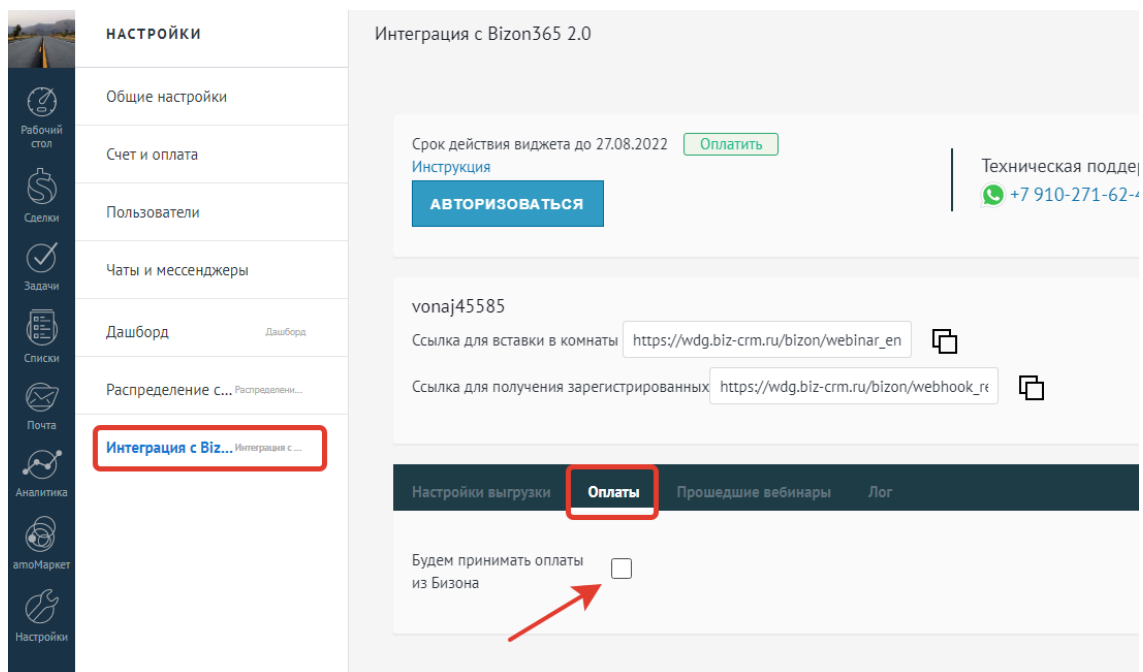 НАСТРОЙКИ
Интеграция с Bizon365 2.0
Рабочий
стол
Сделки
Задачи
Списки
Почта
Аналитика
amoМаркет
Настройки
Общие настройки
Счет и оплата
Пользователи
Чаты и мессенджеры
Дашборд Дашборд
Распределение с... Распределени...
Интеграция с Biz... Интеграция с ...
Срок действия виджета до 27.08.2022 Оплатить
Инструкция
АВТОРИЗОВАТЬСЯ
Техническая поддер
+7 910-271-62-4
vonaj45585
Ссылка для вставки в комнаты https://wdg.biz-crm.ru/bizon/webinar_en
Ссылка для получения зарегистрированных https://wdg.biz-crm.ru/bizon/webhook_re
Настройки выгрузки Оплаты Прошедшие вебинары Лог
Будем принимать оплаты
из Бизона